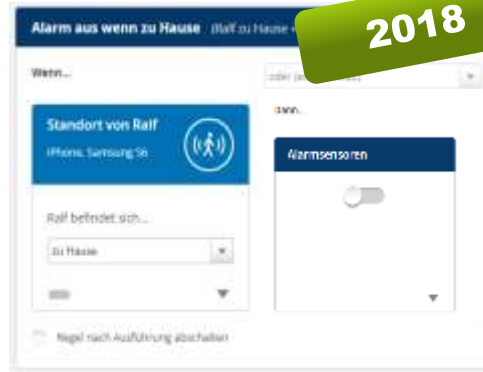 Alarm aus wenn zu Hause (Ralf zu Hause
2018
Wenn...
oder
dann...
Standort von Ralf
iPhone, Samsung S6
Alarmsensoren
Ralf befindet sich...
zu Hause
Regel nach Ausführung abschalten